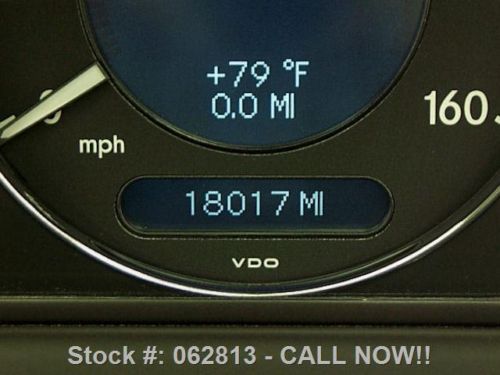 +79 °F
0.0 MI
160
mph
18017 MI
VDO
Stock #: 062813 - CALL NOW!!